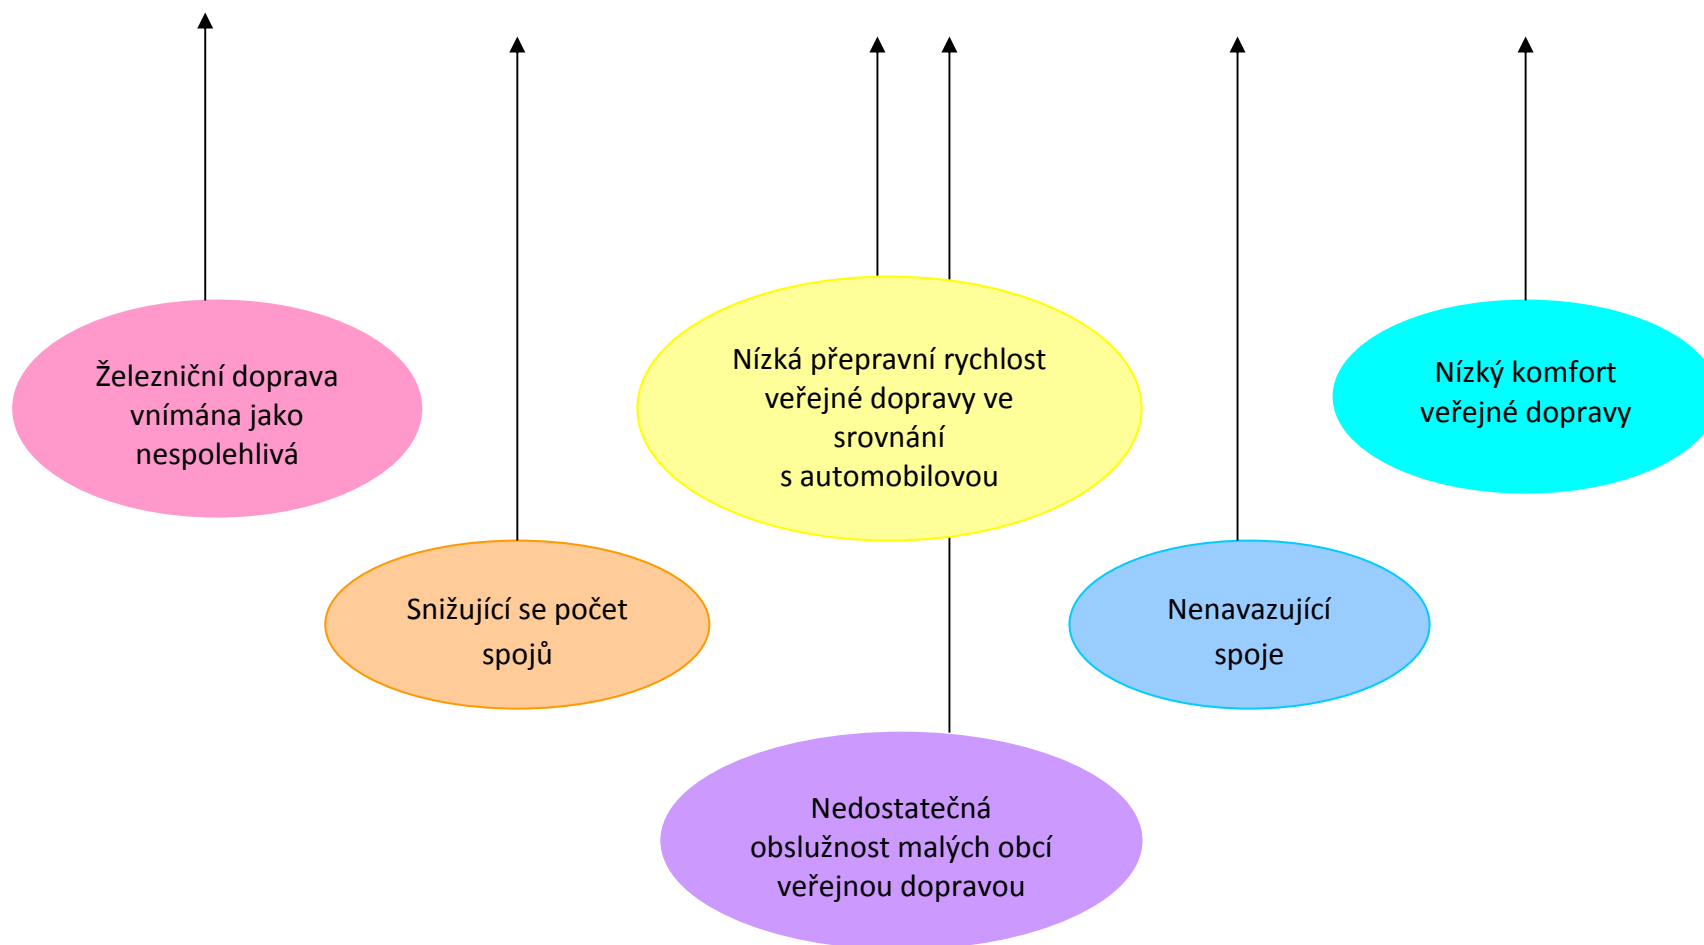 Železniční doprava
vnímána jako
nespolehlivá
Nízká přepravní rychlost
veřejné dopravy ve
srovnání
s automobilovou
Nízký komfort
veřejné dopravy
Snižující se počet
spojů
Nenavazující
spoje
Nedostatečná
obslužnost malých obcí
veřejnou dopravou